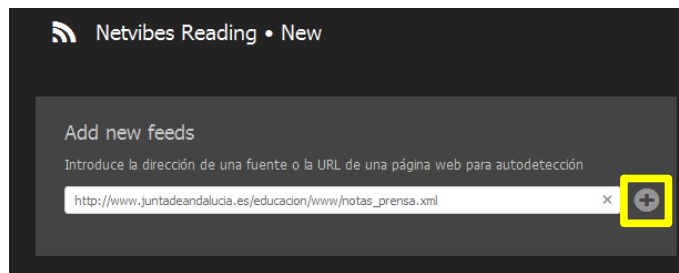 Netvibes Reading • New
Add new feeds
Introduce la dirección de una fuente o la URL de una página web para autodetección
http://www.juntadeandalucia.es/educacion/www/notas_prensa.xml